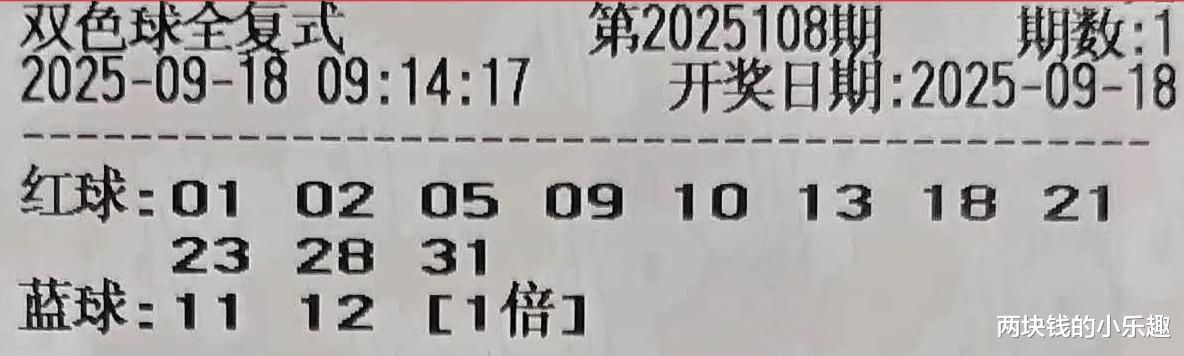 双色球全复式 第2025108期 期数:1
2025-09-18 09:14:17 开奖日期:2025-09-18
红球:01 02 05 09 10 13 18 21
23 28 31
蓝球:11 12 [1倍]
两块钱的小乐趣